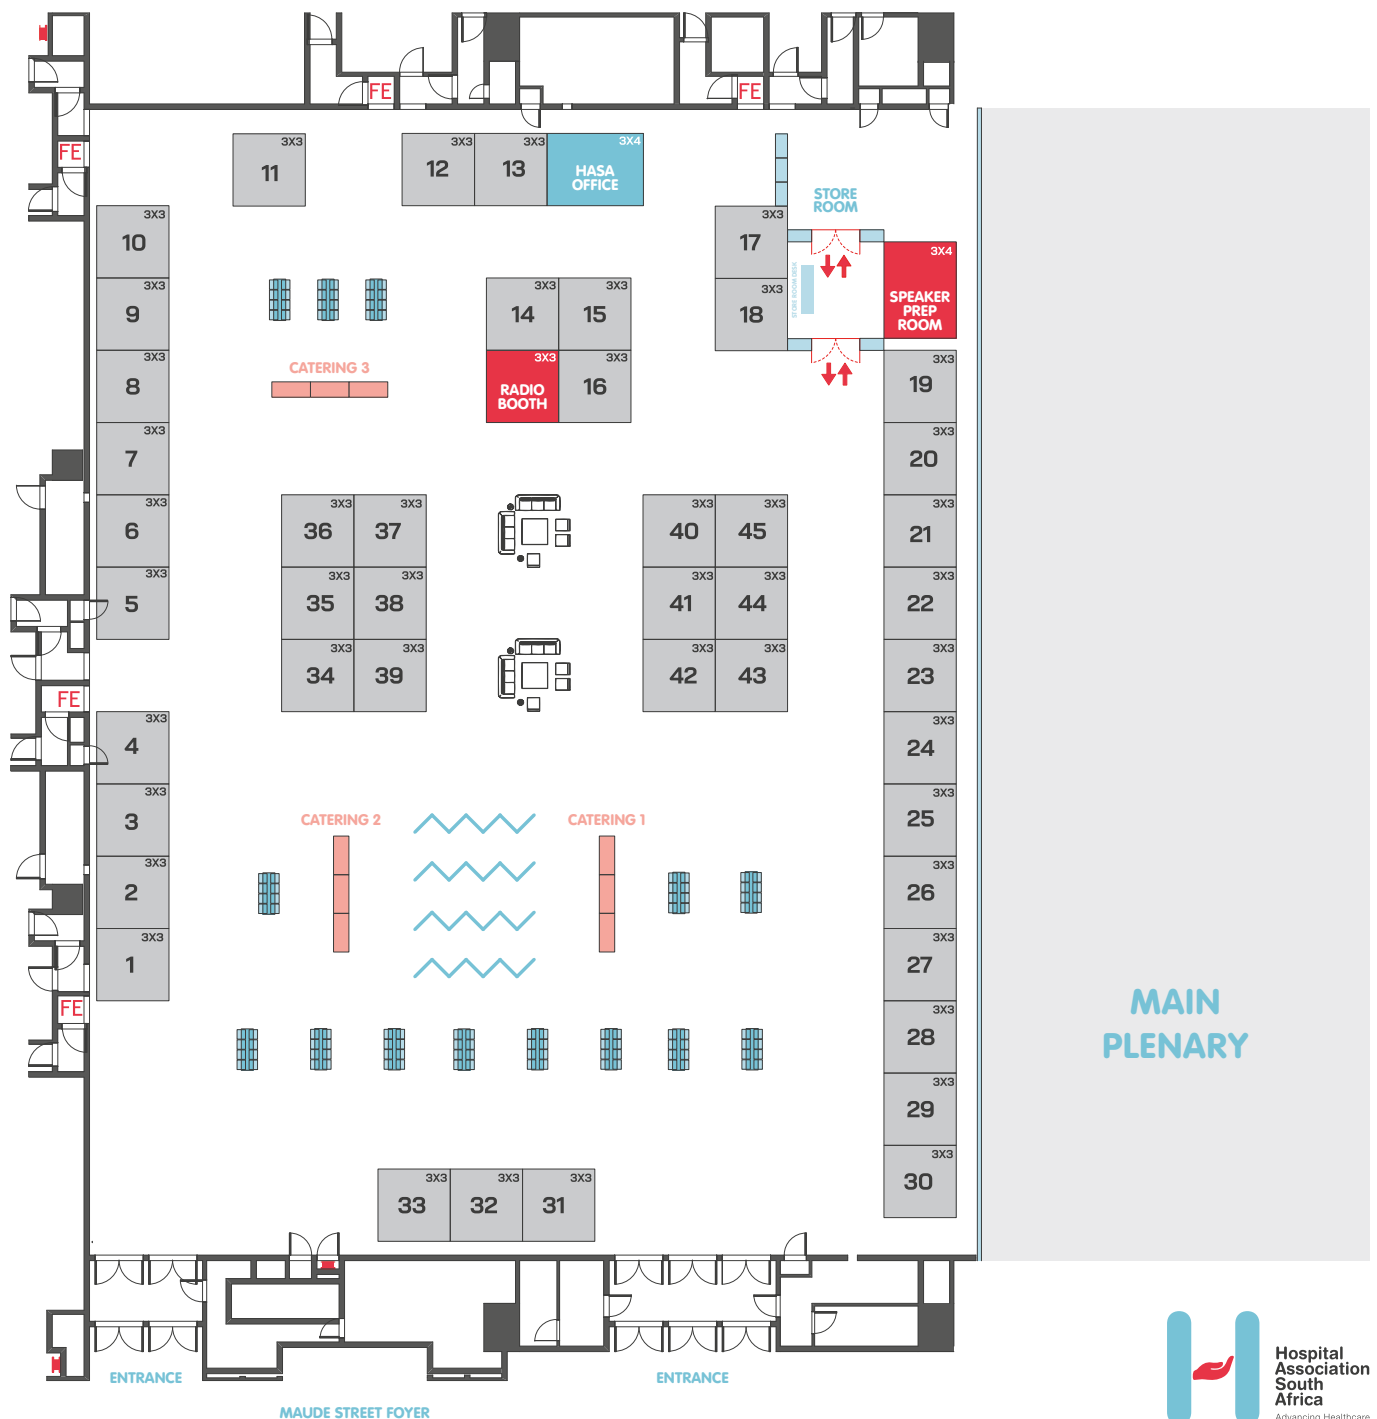 FE
FE
FE
3X3
11
3X3
12
3X3
13
3X4
HASA
OFFICE
STORE
ROOM
3X3
10
3X3
17
3X4
SPEAKER
PREP
ROOM
3X3
9
3X3
14
3X3
15
3X3
18
STORE ROOM DESK
CATERING 3
3X3
8
3X3
RADIO
BOOTH
3X3
16
3X3
19
3X3
7
3X3
20
3X3
6
3X3
36
3X3
37
3X3
40
3X3
45
3X3
21
3X3
5
3X3
35
3X3
38
3X3
41
3X3
44
3X3
22
3X3
34
3X3
39
3X3
42
3X3
43
3X3
23
FE
3X3
4
3X3
24
3X3
3
CATERING 2
CATERING 1
3X3
25
3X3
2
3X3
26
3X3
1
3X3
27
FE
MAIN
PLENARY
3X3
28
3X3
29
3X3
30
3X3
33
3X3
32
3X3
31
ENTRANCE
ENTRANCE
MAUDE STREET FOYER
Hospital
Association
South
Africa
Advancing Healthcare